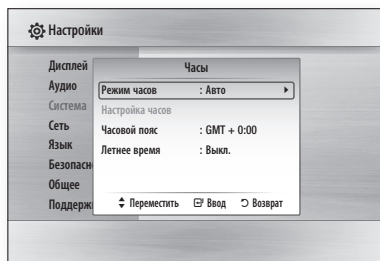 Настройки
Дисплей
Аудио
Система
Сеть
Язык
Безопасн
Общее
Поддерж
Часы
Режим часов : Авто
Настройка часов
Часовой пояс : GMT + 0:00
Летнее время : Выкл.
Переместить Ввод Возврат